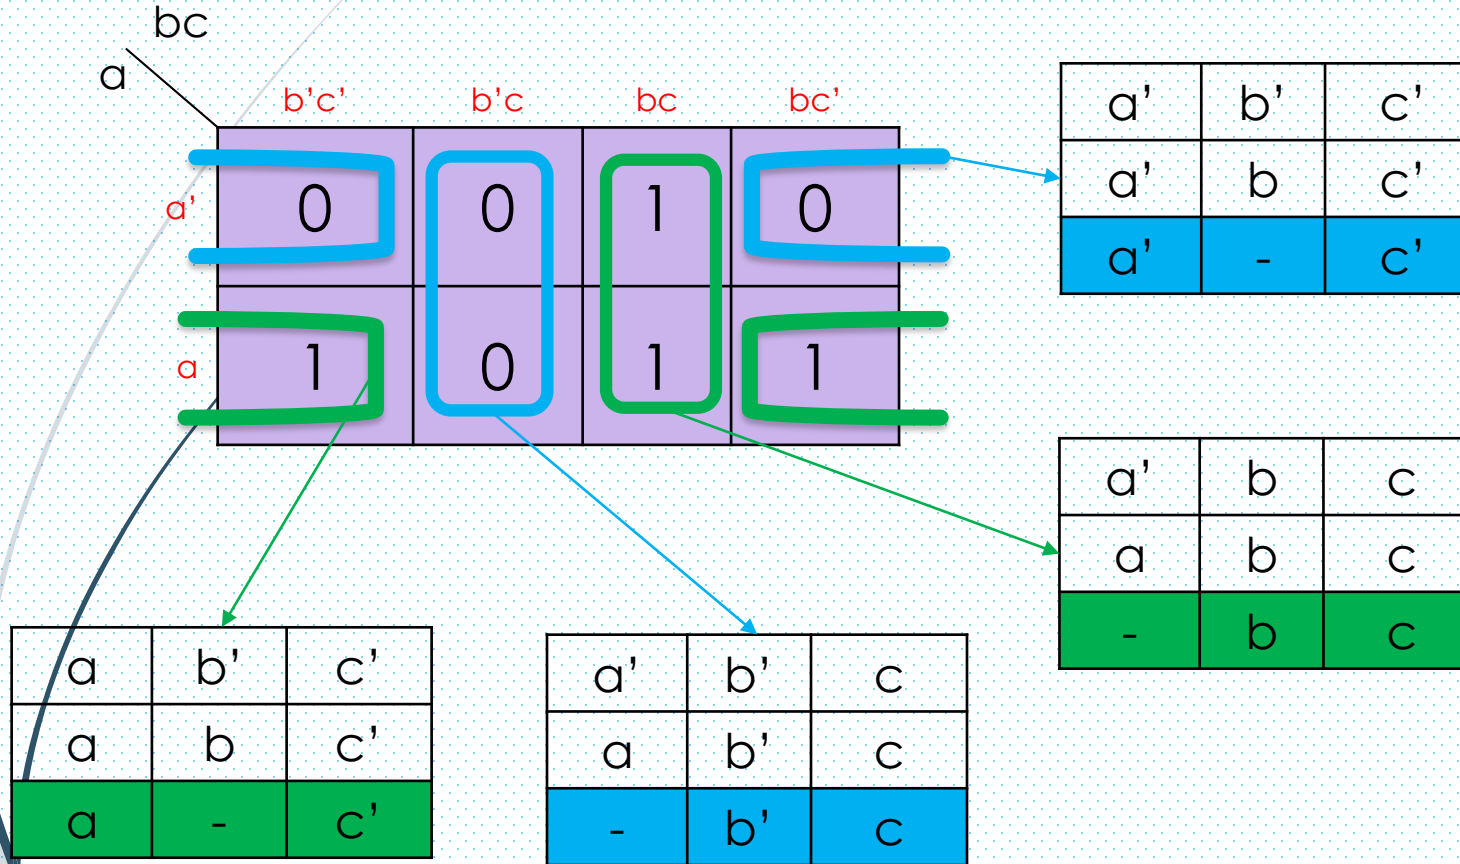 bc
a
b'c' b'c bc bc'
a' 0 0 1 0
a 1 0 1 1
a' b' c'
a' b c'
a' - c'
a' b c
a b c
- b c
a b' c'
a b c'
a - c'
a' b' c
a b' c
- b' c